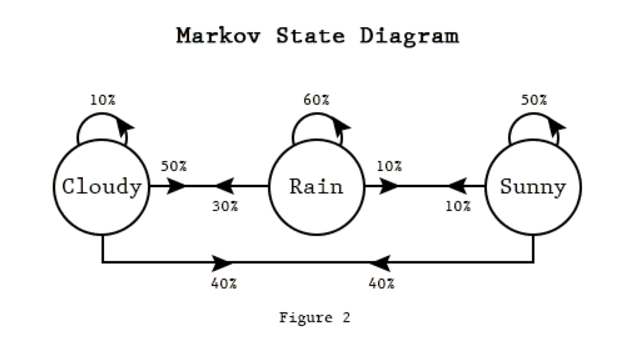 Markov State Diagram
10% 60% 50%
50% 10%
Cloudy Rain Sunny
30% 10%
40% 40%
Figure 2